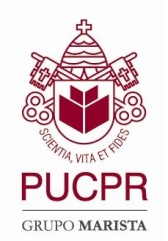 SCIENTIA, VITA ET FIDES
PUCPR
GRUPO MARISTA